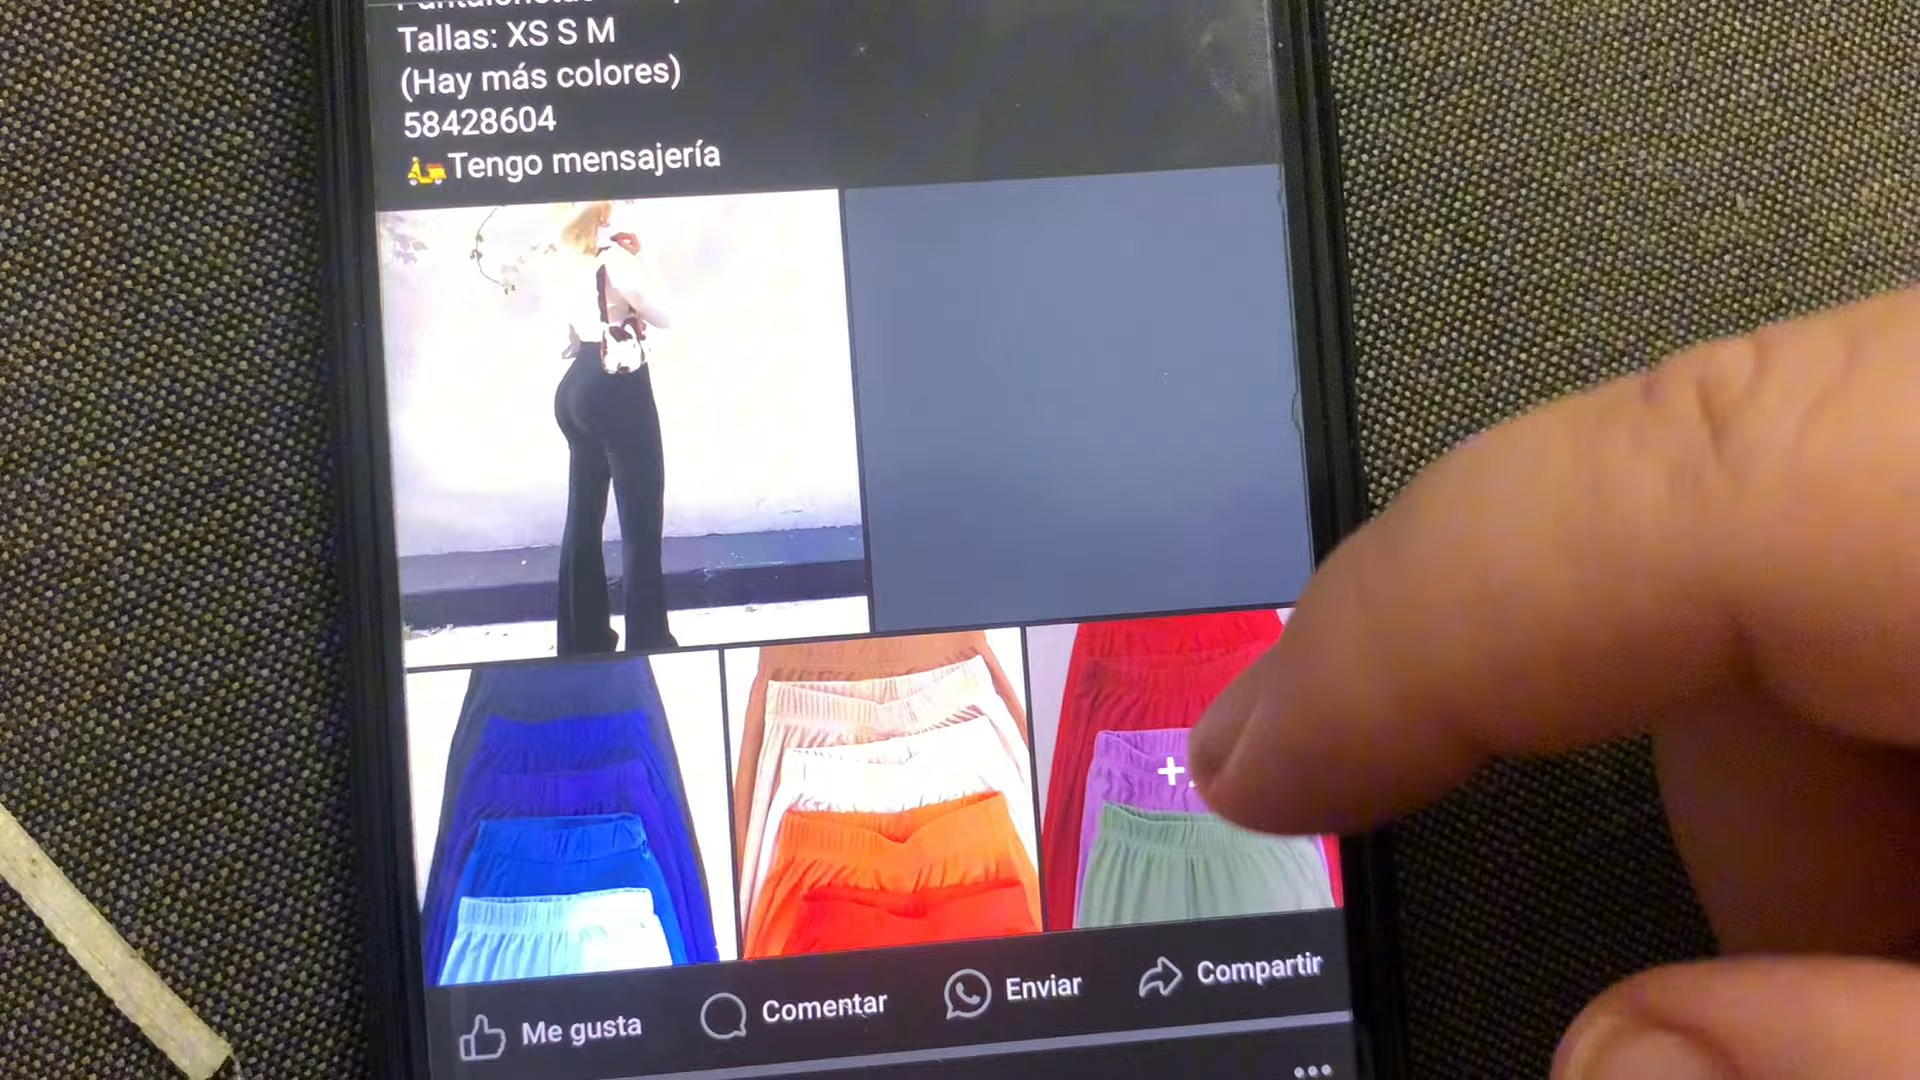 Tallas: XS S M
(Hay más colores)
58428604
🛵Tengo mensajería
+
Me gusta
Comentar
Enviar
Compartir